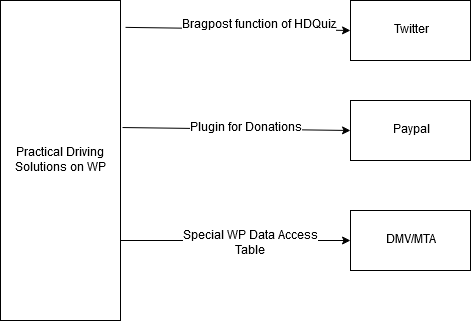 Bragpost function of HDQuiz
Twitter
Plugin for Donations
Paypal
Practical Driving
Solutions on WP
Special WP Data Access
Table
DMV/MTA